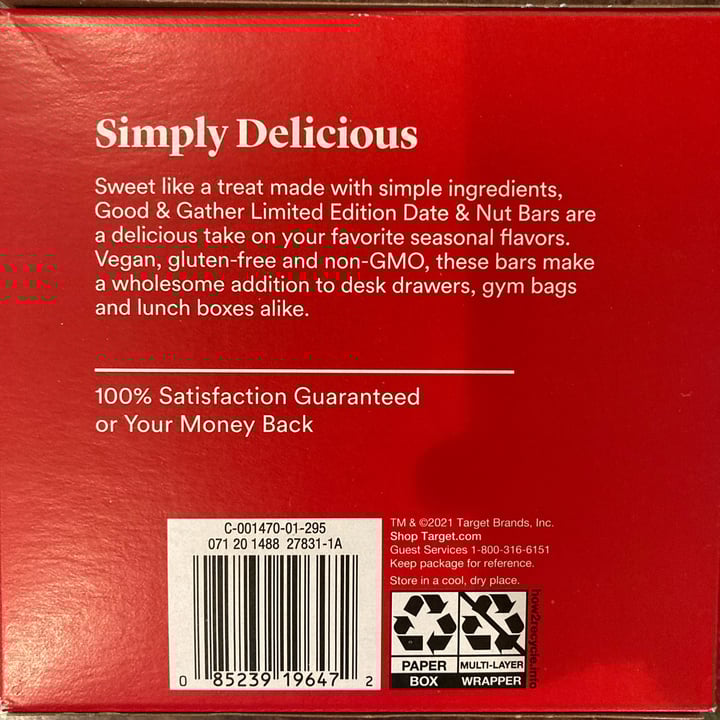 Simply Delicious
Sweet like a treat made with simple ingredients,
Good & Gather Limited Edition Date & Nut Bars are
a delicious take on your favorite seasonal flavors.
Vegan, gluten-free and non-GMO, these bars make
a wholesome addition to desk drawers, gym bags
and lunch boxes alike.
100% Satisfaction Guaranteed
or Your Money Back
C-001470-01-295
071 20 1488 27831-1A
0 85239 19647 2
TM & ©2021 Target Brands, Inc.
Shop Target.com
Guest Services 1-800-316-6151
Keep package for reference.
Store in a cool, dry place.
PAPER
BOX
MULTI-LAYER
WRAPPER
how2recycle.info